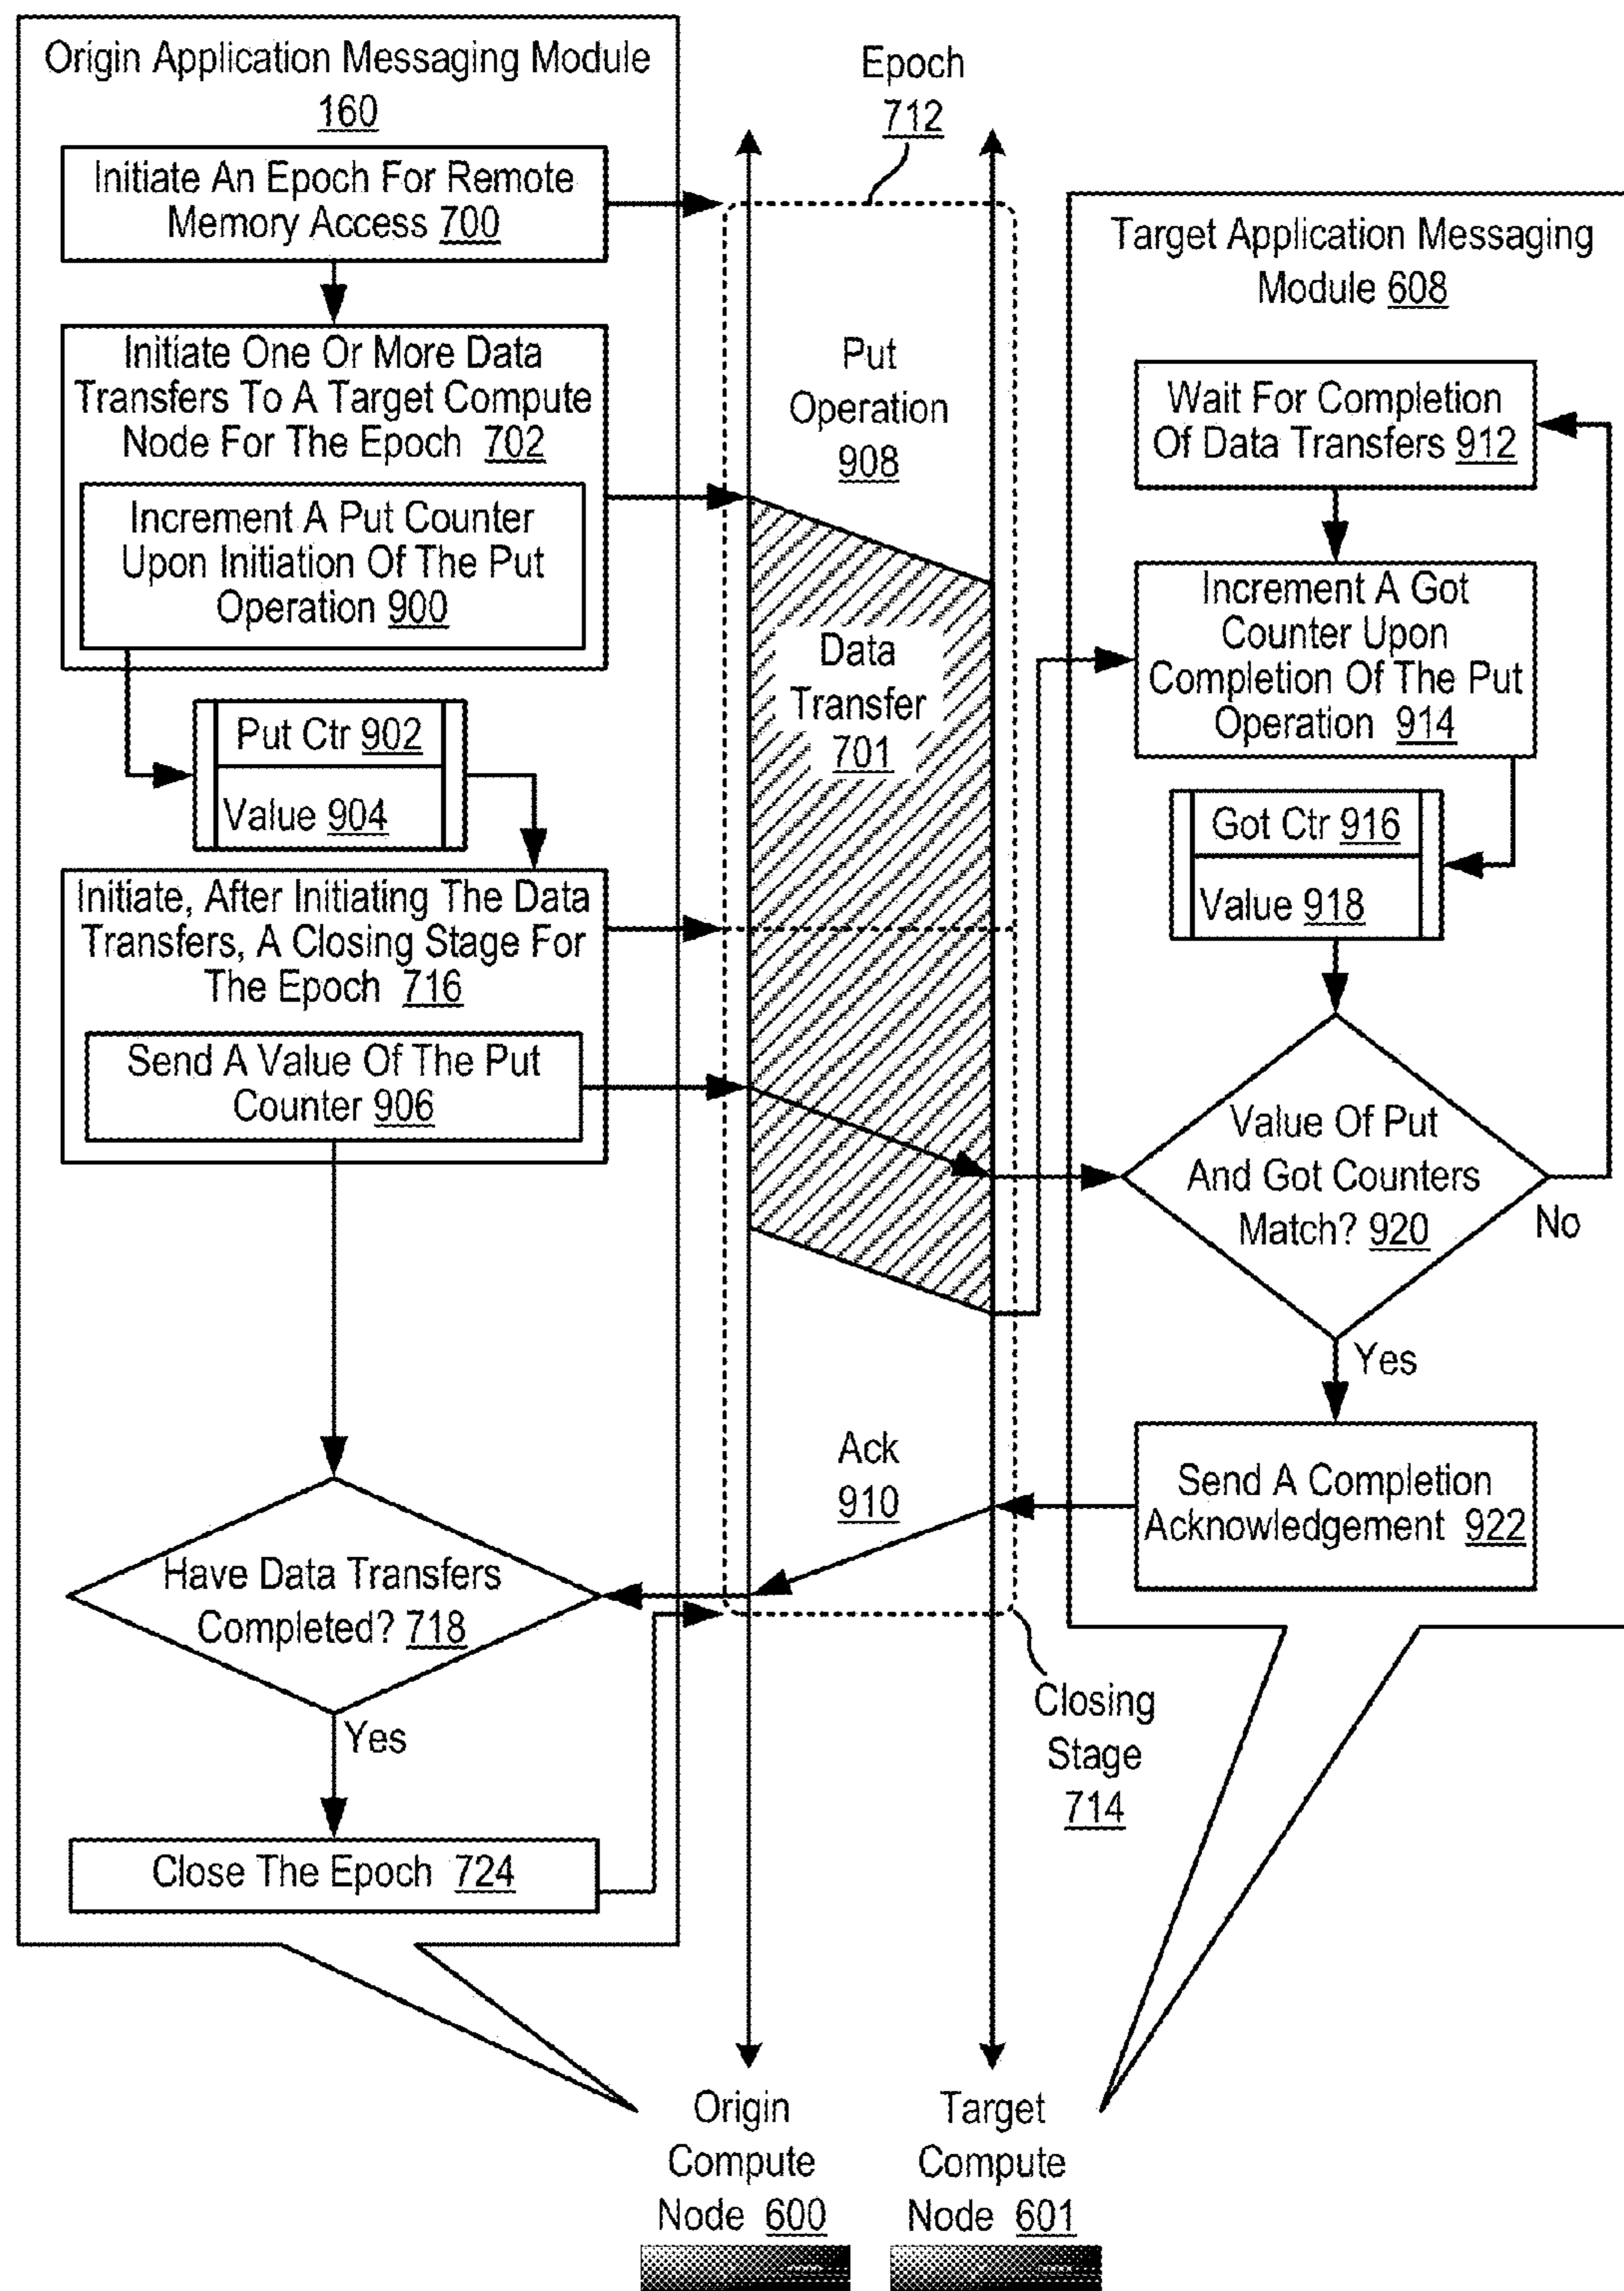 Origin Application Messaging Module
160
Initiate An Epoch For Remote
Memory Access 700
Initiate One Or More Data
Transfers To A Target Compute
Node For The Epoch 702
Increment A Put Counter
Upon Initiation Of The Put
Operation 900
Put Ctr 902
Value 904
Initiate, After Initiating The Data
Transfers, A Closing Stage For
The Epoch 716
Send A Value Of The Put
Counter 906
Have Data Transfers
Completed? 718
Yes
Close The Epoch 724
Epoch
712
Put
Operation
908
Data
Transfer
701
Ack
910
Closing
Stage
714
Target Application Messaging
Module 608
Wait For Completion
Of Data Transfers 912
Increment A Got
Counter Upon
Completion Of The Put
Operation 914
Got Ctr 916
Value 918
Value Of Put
And Got Counters
Match? 920
No
Yes
Send A Completion
Acknowledgement 922
Origin
Compute
Node 600
Target
Compute
Node 601